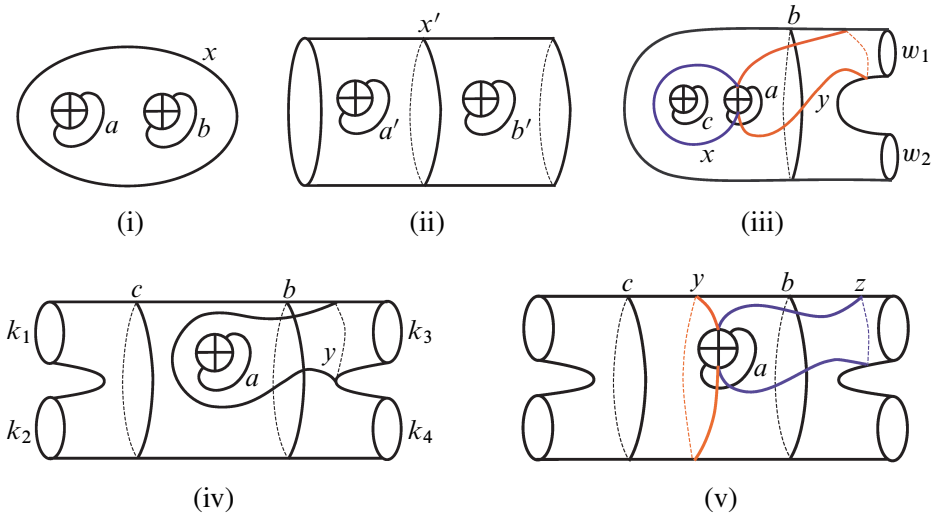 x
a
b
(i)
x′
a′
b′
(ii)
b
w₁
a
c
y
x
w₂
(iii)
c
b
k₁
y
k₃
a
k₂
k₄
(iv)
c
y
b
z
a
(v)